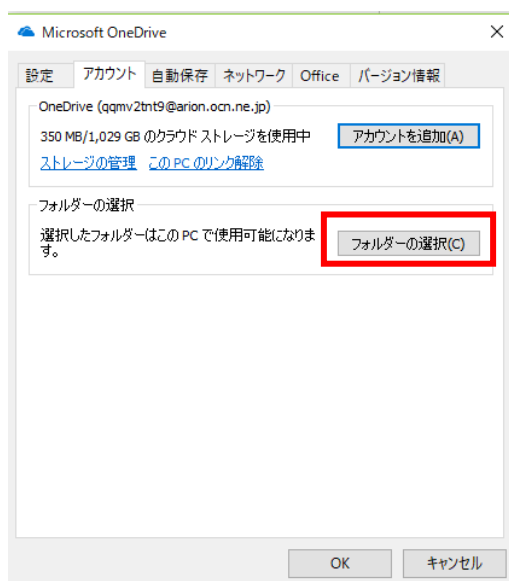 Microsoft OneDrive
設定 アカウント 自動保存 ネットワーク Office バージョン情報
OneDrive (qqmv2tnt9@arion.ocn.ne.jp)
350 MB/1,029 GB のクラウド ストレージを使用中
アカウントを追加(A)
ストレージの管理 この PC のリンク解除
フォルダーの選択
選択したフォルダーはこの PC で使用可能になりま
す。
フォルダーの選択(C)
OK キャンセル